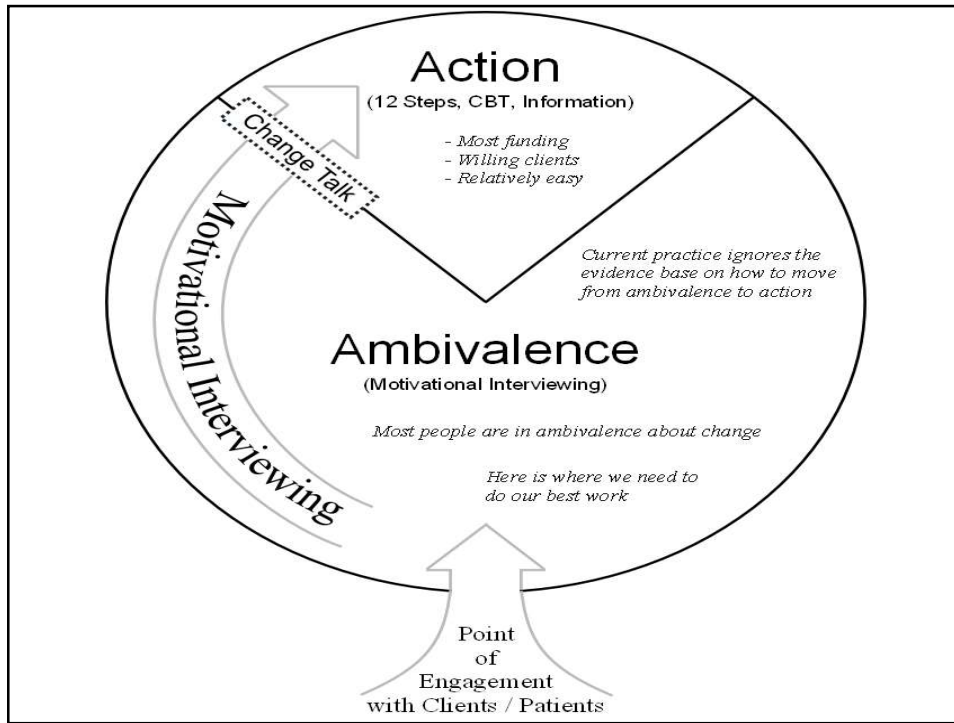 Action
(12 Steps, CBT, Information)
- Most funding
- Willing clients
- Relatively easy
Change Talk
Motivational Interviewing
Current practice ignores the
evidence base on how to move
from ambivalence to action
Ambivalence
(Motivational Interviewing)
Most people are in ambivalence about change
Here is where we need to
do our best work
Point
of
Engagement
with Clients / Patients